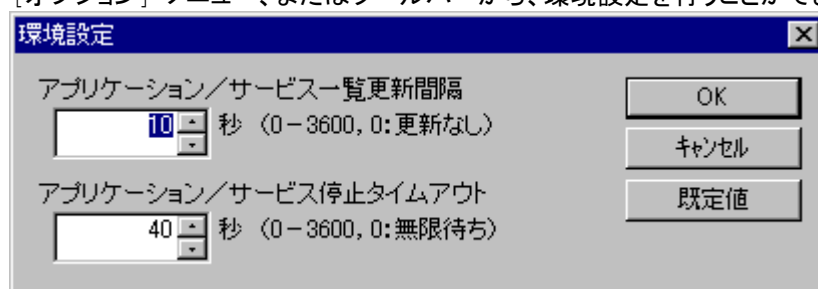 [オプション] メニュー、またはツールバーから、環境設定を行うことができ
環境設定
アプリケーション／サービス一覧更新間隔
10 秒 (0-3600, 0:更新なし)
アプリケーション／サービス停止タイムアウト
40 秒 (0-3600, 0:無限待ち)
OK
キャンセル
既定値